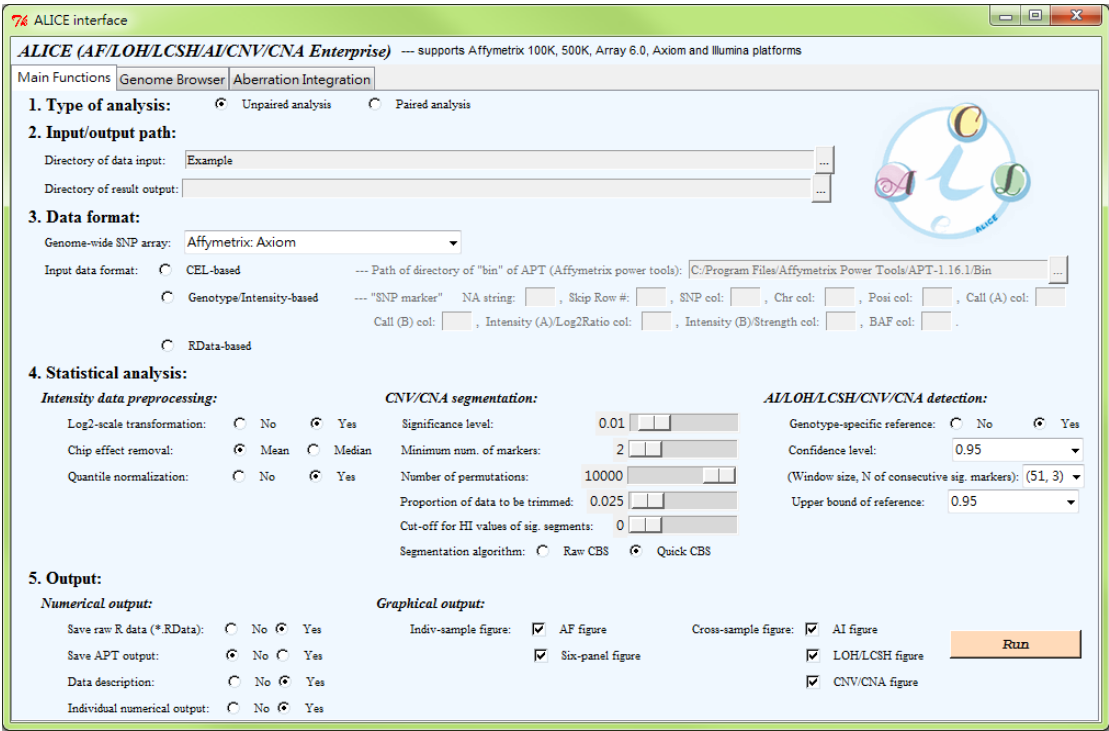 ALICE interface
ALICE (AF/LOH/LCSH/AI/CNV/CNA Enterprise) --- supports Affymetrix 100K, 500K, Array 6.0, Axiom and Illumina platforms
Main Functions Genome Browser Aberration Integration
1. Type of analysis: Unpaired analysis Paired analysis
2. Input/output path:
Directory of data input: Example ...
Directory of result output: ...
A C L
ALICE
3. Data format:
Genome-wide SNP array: Affymetrix: Axiom
Input data format: CEL-based --- Path of directory of "bin" of APT (Affymetrix power tools): C:/Program Files/Affymetrix Power Tools/APT-1.16.1/Bin ...
Genotype/Intensity-based --- "SNP marker" NA string: , Skip Row #: , SNP col: , Chr col: , Posi col: , Call (A) col:
Call (B) col: , Intensity (A)/Log2Ratio col: , Intensity (B)/Strength col: , BAF col: .
RData-based
4. Statistical analysis:
Intensity data preprocessing: CNV/CNA segmentation: AI/LOH/LCSH/CNV/CNA detection:
Log2-scale transformation: No Yes Significance level: 0.01 Genotype-specific reference: No Yes
Chip effect removal: Mean Median Minimum num. of markers: 2 Confidence level: 0.95
Quantile normalization: No Yes Number of permutations: 10000 (Window size, N of consecutive sig. markers): (51, 3)
Proportion of data to be trimmed: 0.025 Upper bound of reference: 0.95
Cut-off for HI values of sig. segments: 0
Segmentation algorithm: Raw CBS Quick CBS
5. Output:
Numerical output: Graphical output:
Save raw R data (*.RData): No Yes Indiv-sample figure: AF figure Cross-sample figure: AI figure
Save APT output: No Yes Six-panel figure LOH/LCSH figure Run
Data description: No Yes CNV/CNA figure
Individual numerical output: No Yes